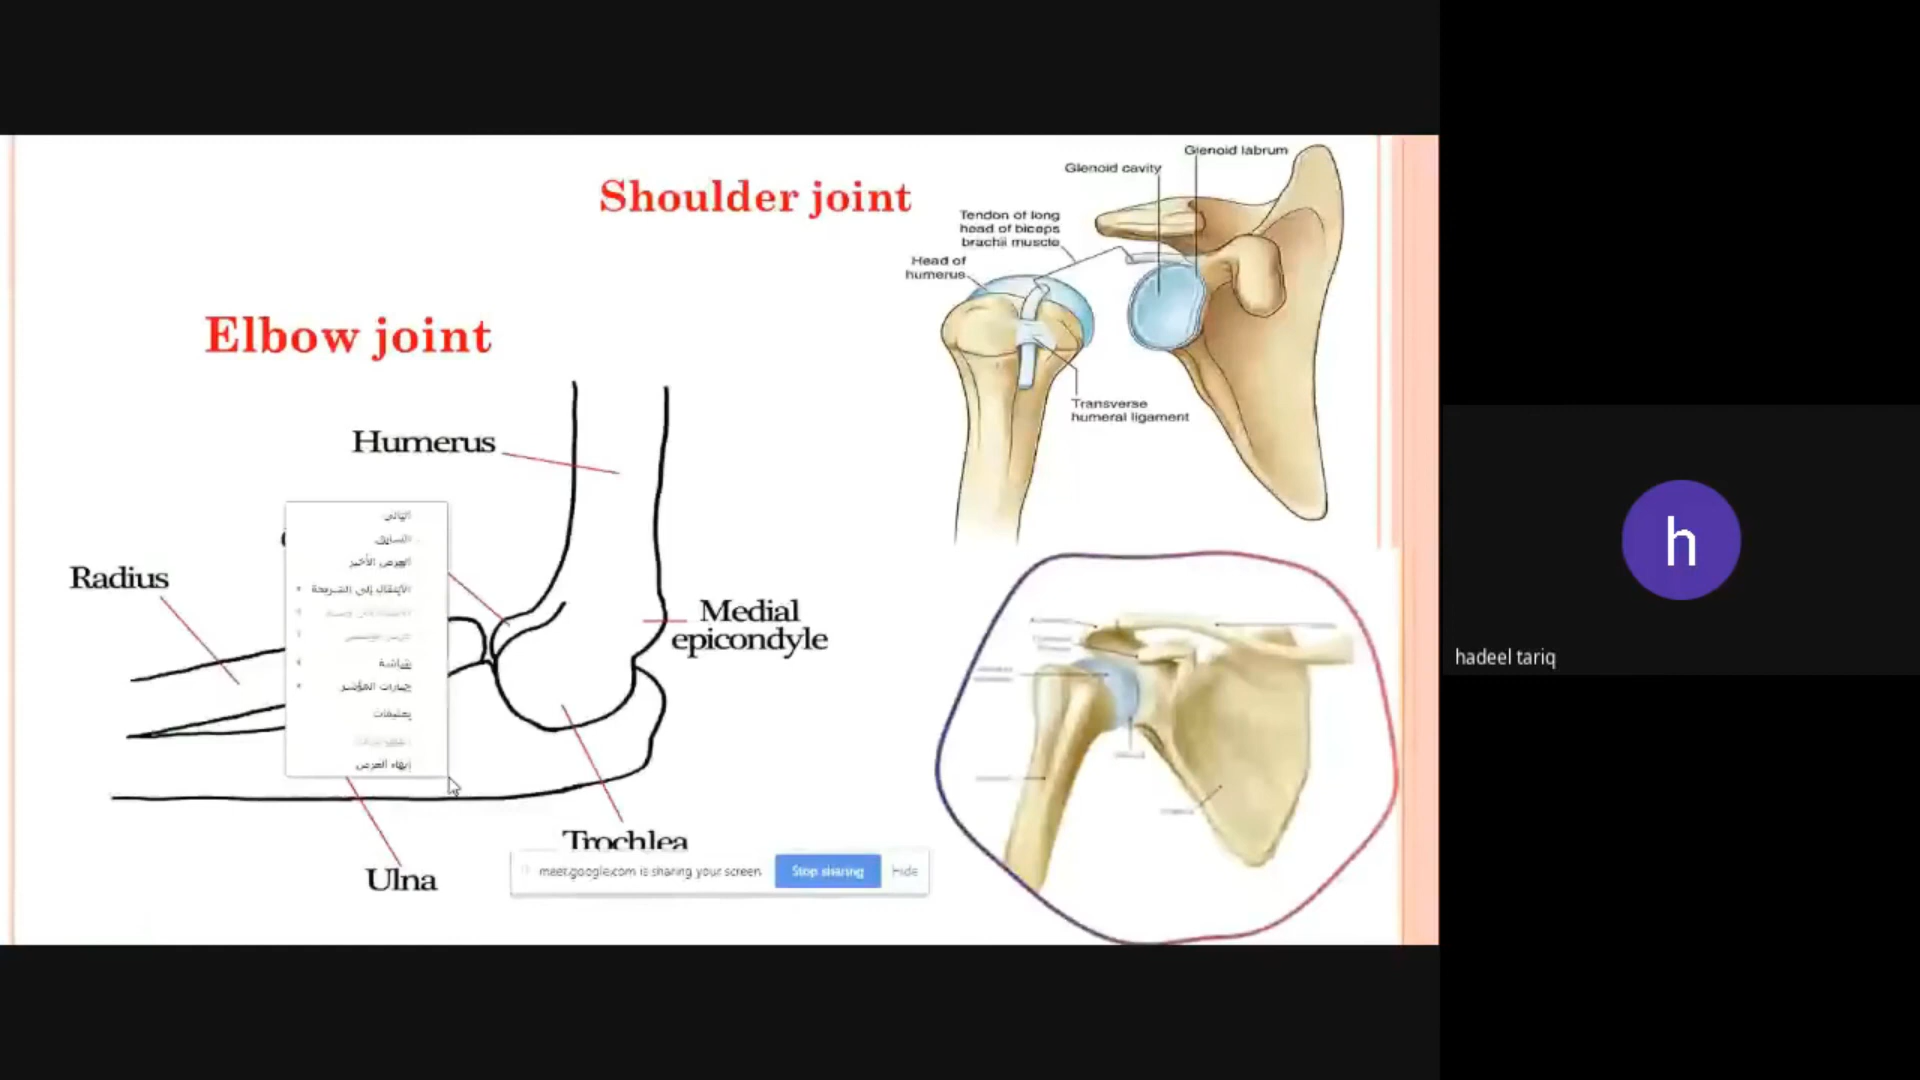 Shoulder joint
Glenoid labrum
Glenoid cavity
Tendon of long
head of biceps
brachii muscle
Head of
humerus
Transverse
humeral ligament
Elbow joint
Humerus
Radius
Medial
epicondyle
Trochlea
Ulna
التالي
السابق
العرض الأخير
الانتقال إلى الشريحة
شاشة
خيارات المؤشر
تعليمات
إنهاء العرض
meet.google.com is sharing your screen
Stop sharing
Hide
h
hadeel tariq